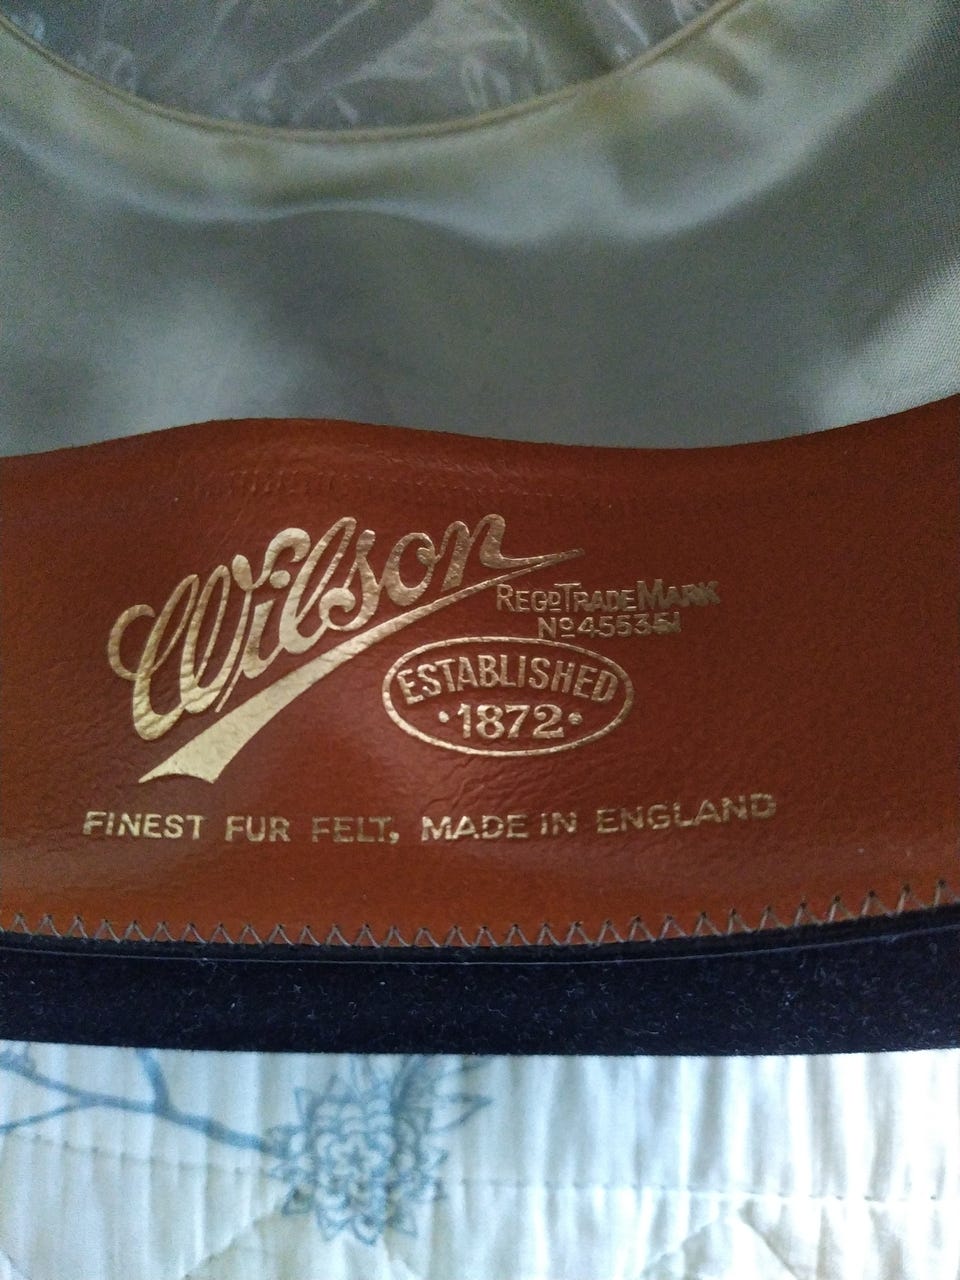 Wilson
REGD TRADE MARK
No 455351
ESTABLISHED
· 1872 ·
FINEST FUR FELT, MADE IN ENGLAND